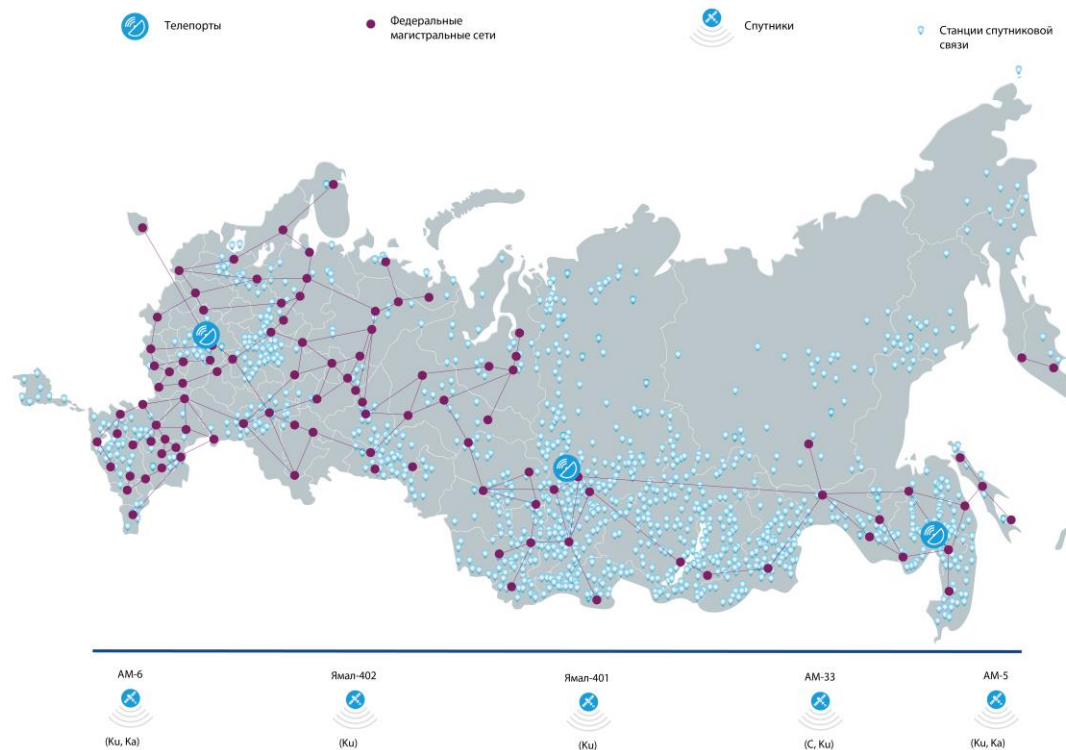 Телепорты
Федеральные
магистральные сети
Спутники
Станции спутниковой
связи
АМ-6
Ямал-402
Ямал-401
АМ-33
АМ-5
(Ku, Ka)
(Ku)
(Ku)
(C, Ku)
(Ku, Ka)